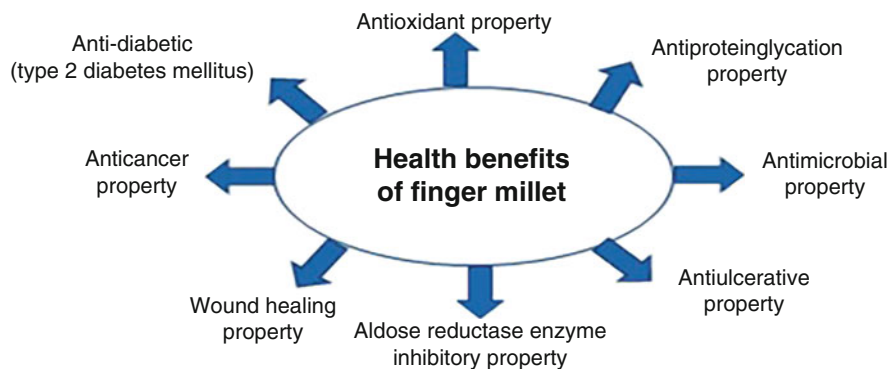 Antioxidant property
Anti-diabetic
(type 2 diabetes mellitus)
Antiproteinglycation
property
Anticancer
property
Health benefits
of finger millet
Antimicrobial
property
Wound healing
property
Aldose reductase enzyme
inhibitory property
Antiulcerative
property